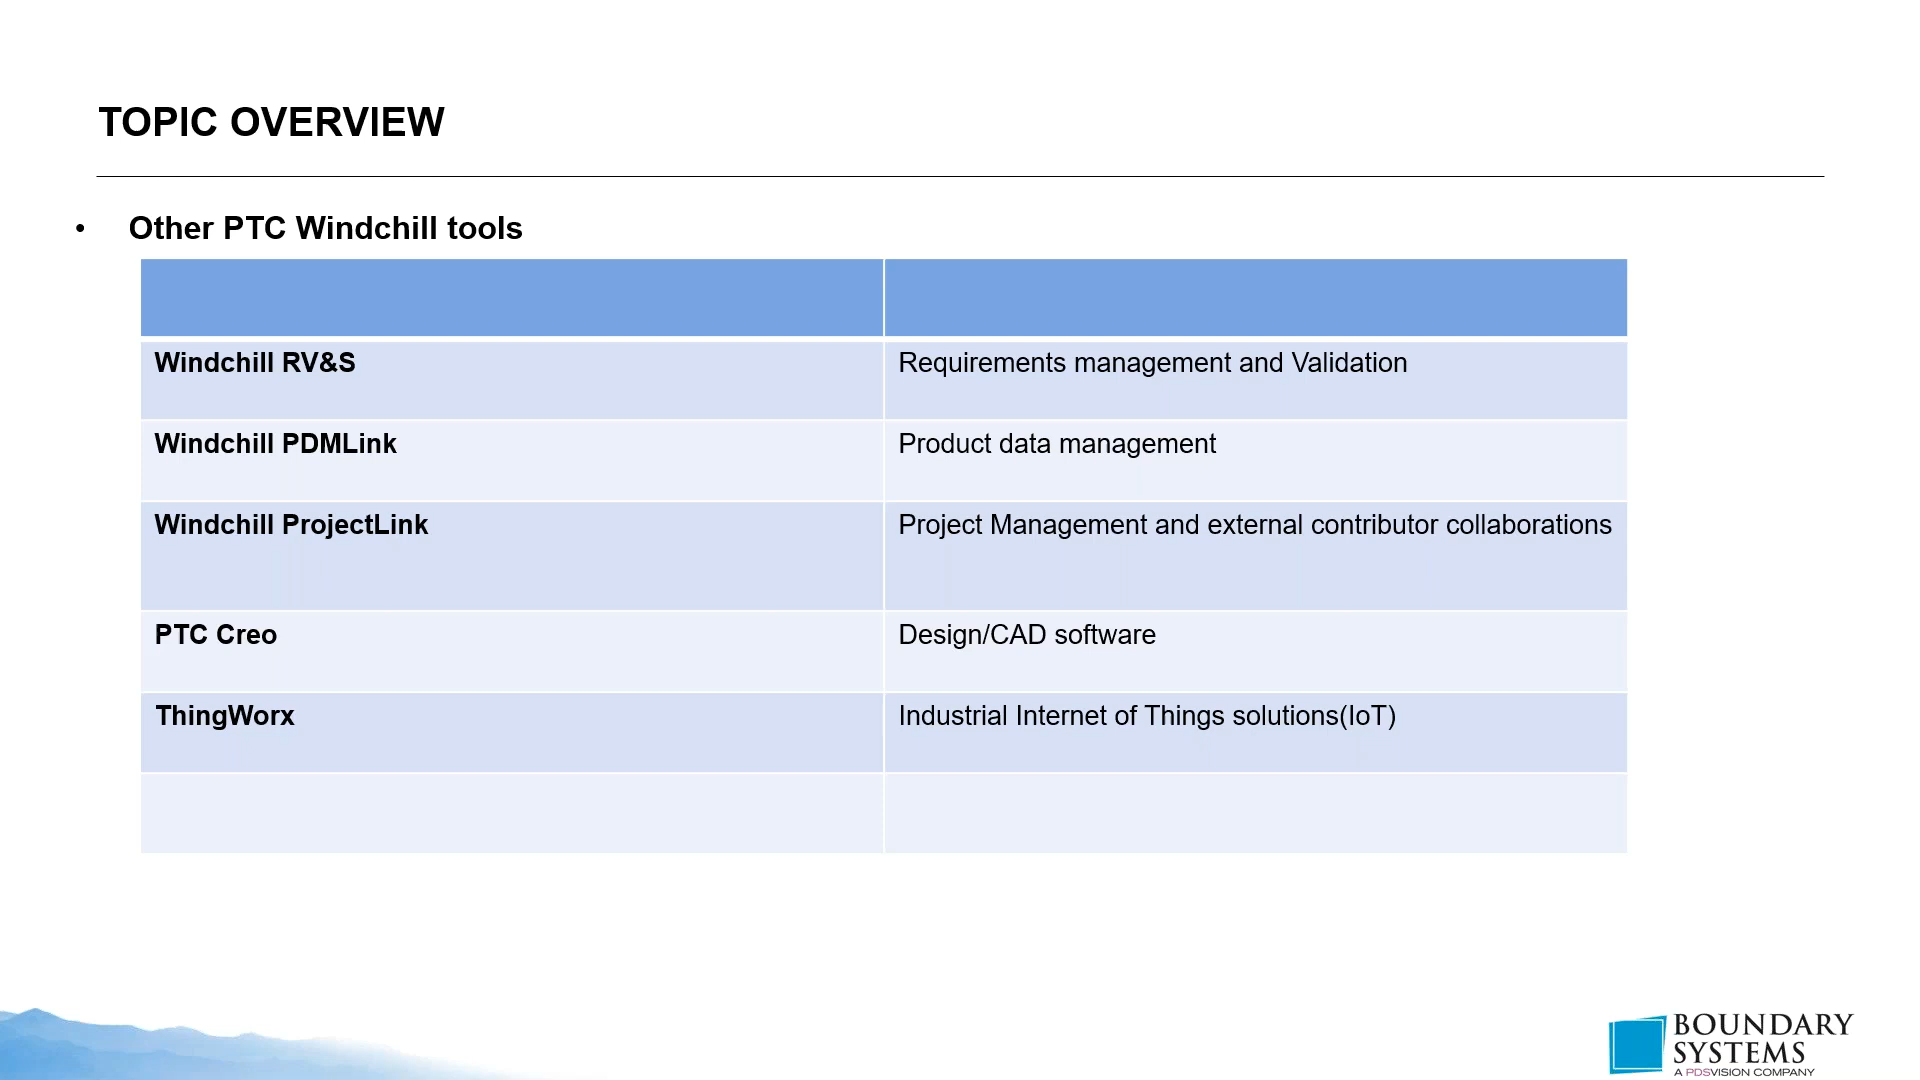 TOPIC OVERVIEW
• Other PTC Windchill tools
Windchill RV&S Requirements management and Validation
Windchill PDMLink Product data management
Windchill ProjectLink Project Management and external contributor collaborations
PTC Creo Design/CAD software
ThingWorx Industrial Internet of Things solutions(IoT)
BOUNDARY
SYSTEMS
A PDSVISION COMPANY